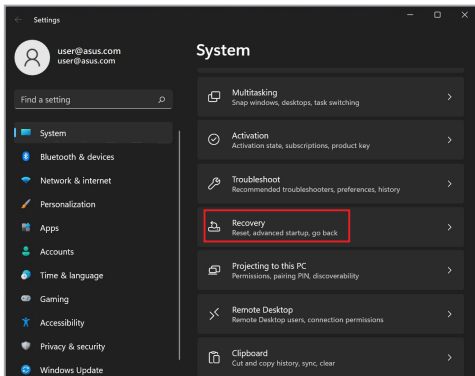 Settings
user@asus.com
user@asus.com
Find a setting
System
Bluetooth & devices
Network & internet
Personalization
Apps
Accounts
Time & language
Gaming
Accessibility
Privacy & security
Windows Update
System
Multitasking
Snap windows, desktops, task switching
Activation
Activation state, subscriptions, product key
Troubleshoot
Recommended troubleshooters, preferences, history
Recovery
Reset, advanced startup, go back
Projecting to this PC
Permissions, pairing PIN, discoverability
Remote Desktop
Remote Desktop users, connection permissions
Clipboard
Cut and copy history, sync, clear